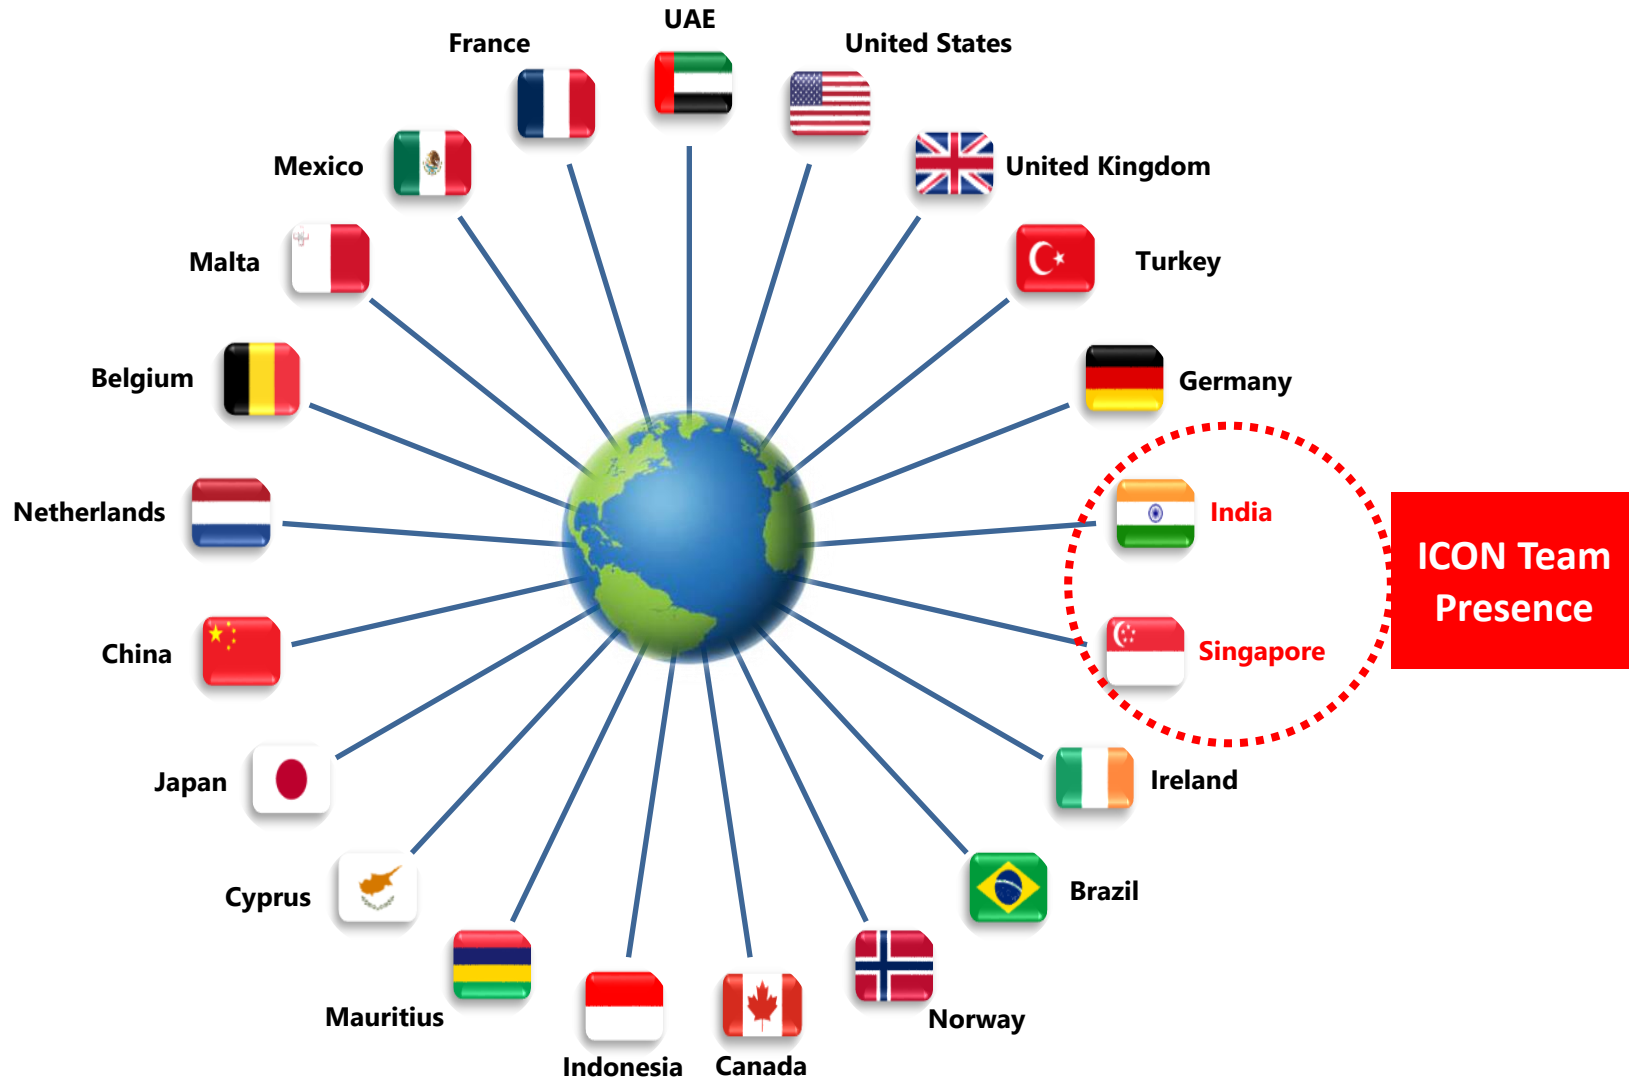 UAE
France
United States
Mexico
United Kingdom
Malta
Turkey
Belgium
Germany
Netherlands
India
ICON Team
Presence
China
Singapore
Japan
Ireland
Cyprus
Brazil
Mauritius
Norway
Indonesia
Canada